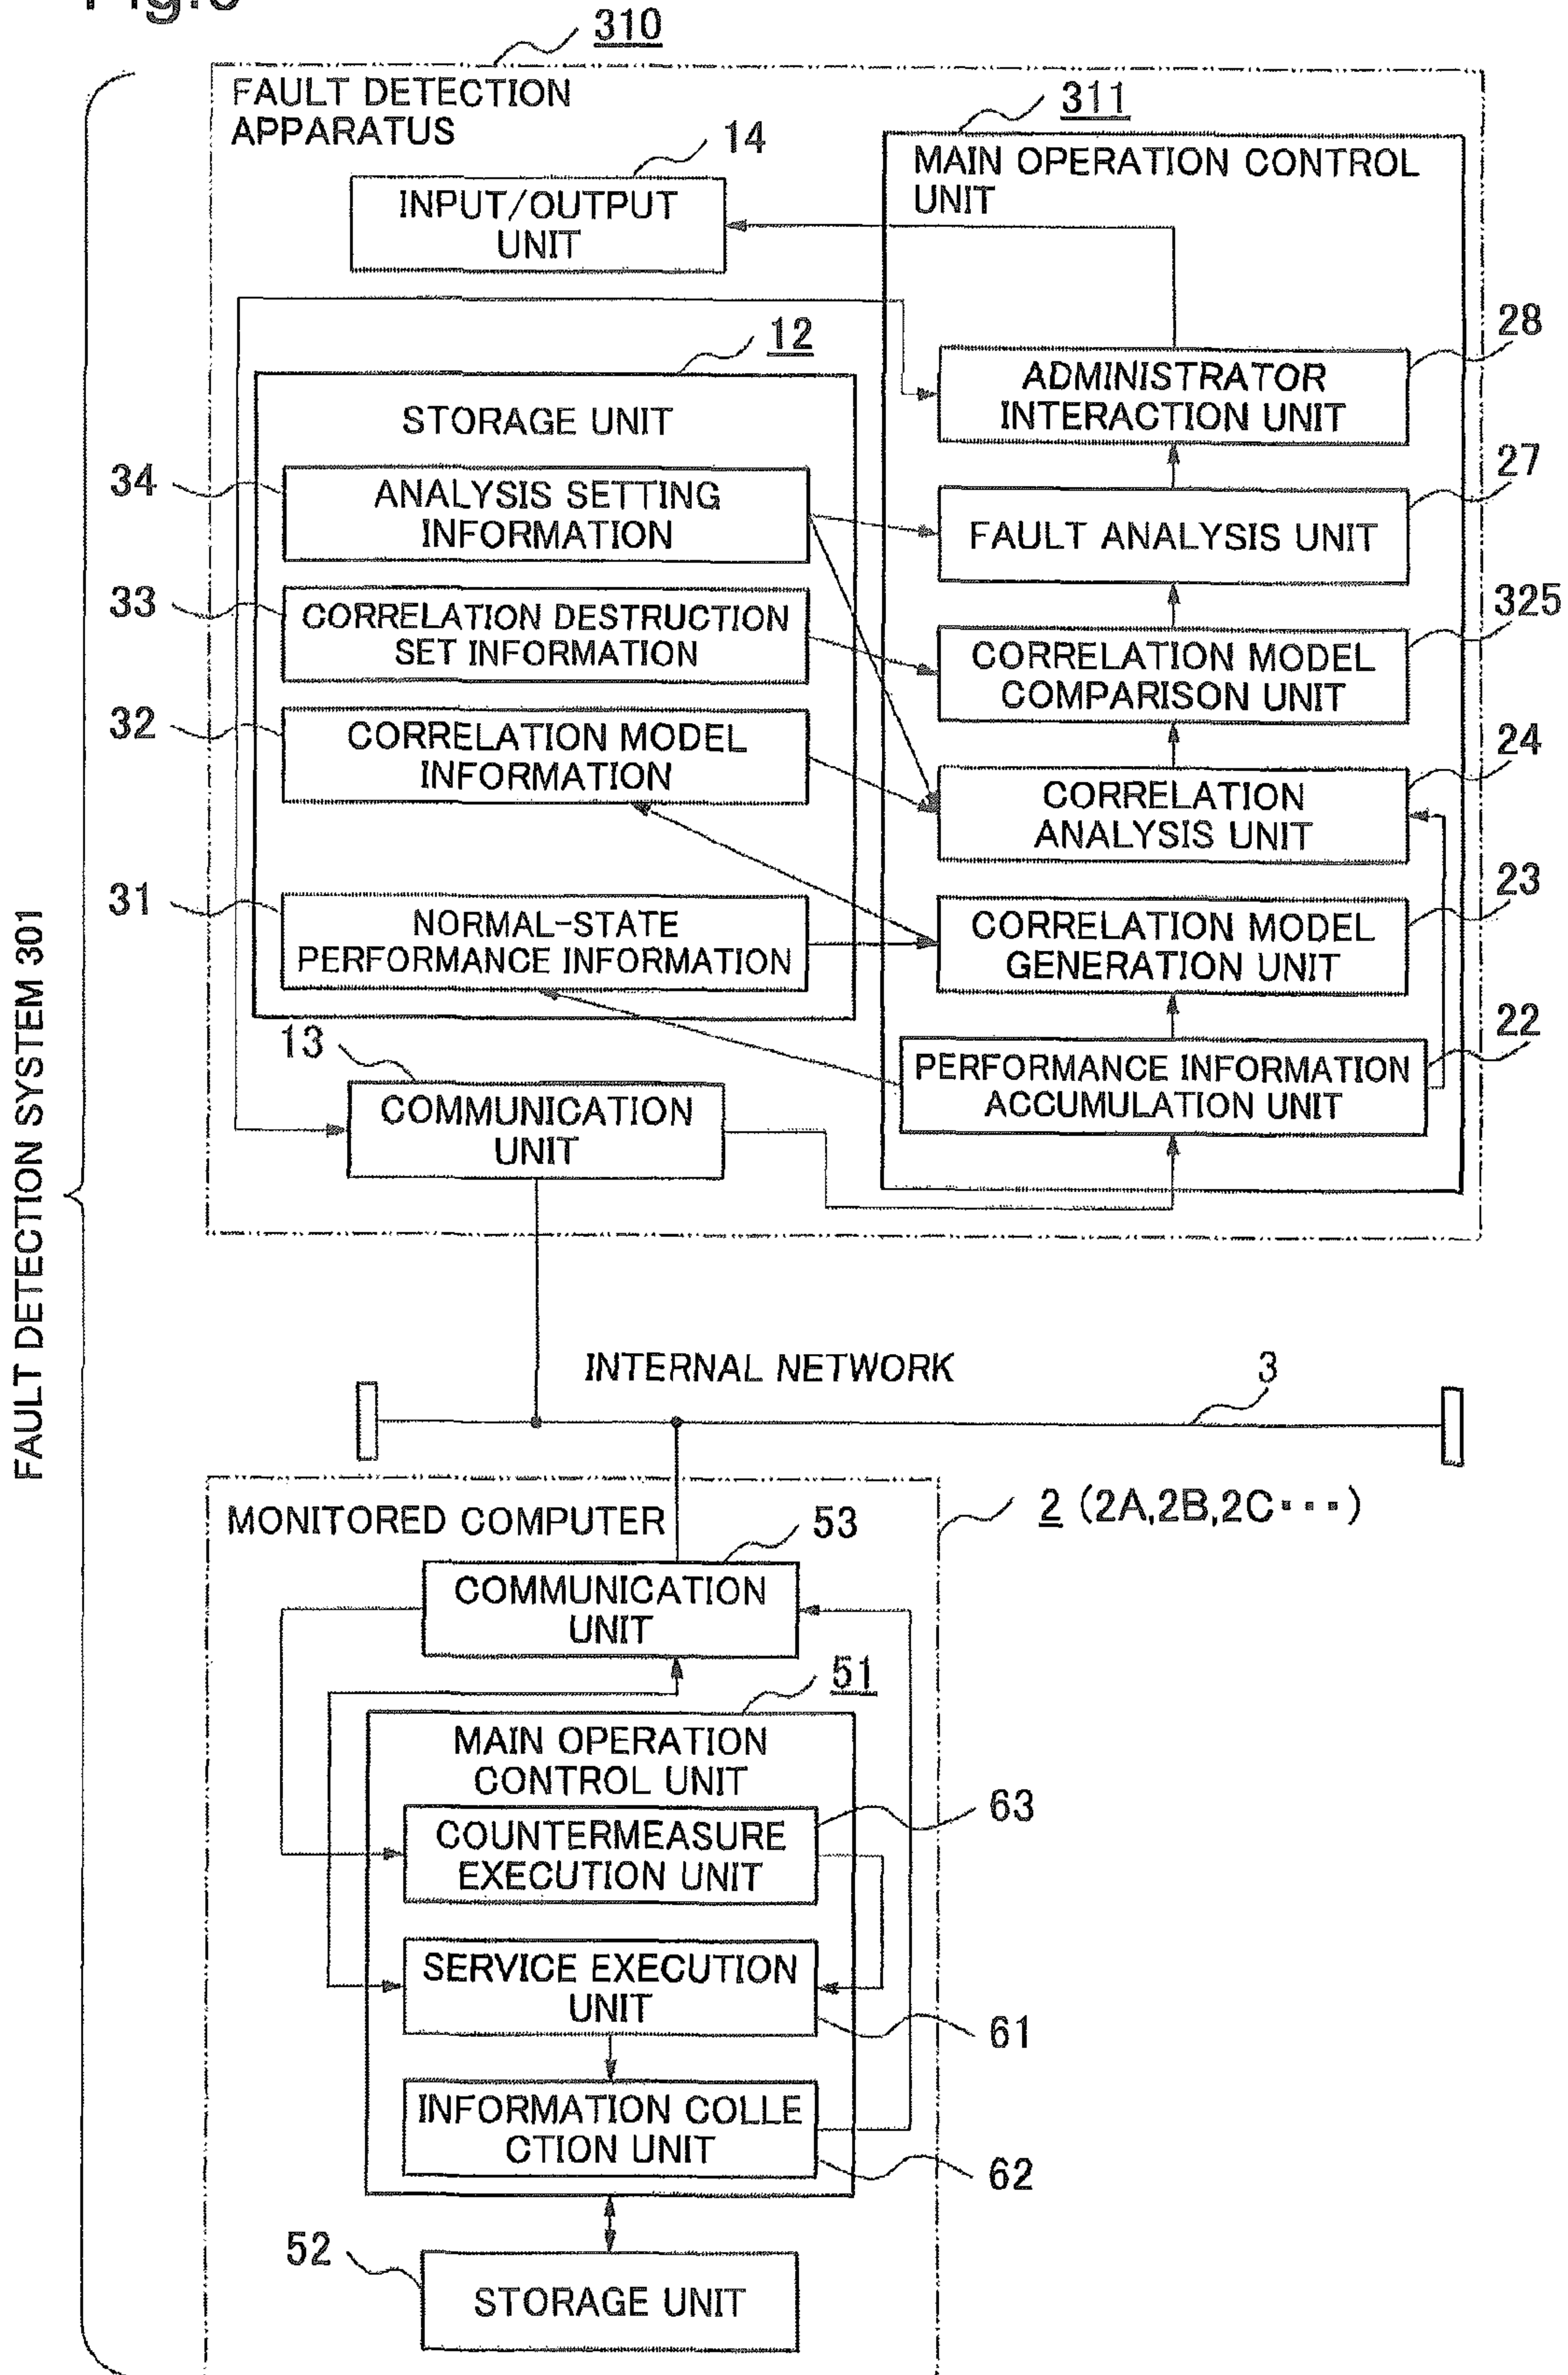 310
FAULT DETECTION
APPARATUS
311
14
MAIN OPERATION CONTROL
UNIT
INPUT/OUTPUT
UNIT
28
12
ADMINISTRATOR
INTERACTION UNIT
STORAGE UNIT
34
ANALYSIS SETTING
INFORMATION
27
FAULT ANALYSIS UNIT
33
CORRELATION DESTRUCTION
SET INFORMATION
325
CORRELATION MODEL
COMPARISON UNIT
32
CORRELATION MODEL
INFORMATION
24
CORRELATION
ANALYSIS UNIT
31
NORMAL-STATE
PERFORMANCE INFORMATION
23
CORRELATION MODEL
GENERATION UNIT
22
PERFORMANCE INFORMATION
ACCUMULATION UNIT
13
COMMUNICATION
UNIT
FAULT DETECTION SYSTEM 301
INTERNAL NETWORK
3
2 (2A,2B,2C･･･)
MONITORED COMPUTER
53
COMMUNICATION
UNIT
51
MAIN OPERATION
CONTROL UNIT
63
COUNTERMEASURE
EXECUTION UNIT
SERVICE EXECUTION
UNIT
61
INFORMATION COLLE
CTION UNIT
62
52
STORAGE UNIT